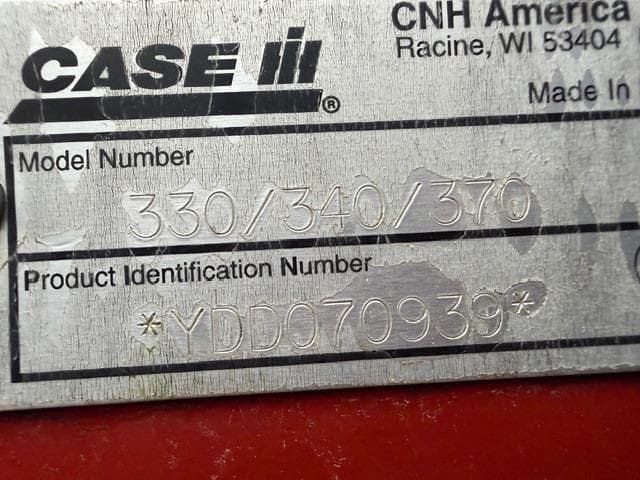 CASE IH®
CNH America
Racine, WI 53404
Made In
Model Number
330/340/370
Product Identification Number
*YDD070939*